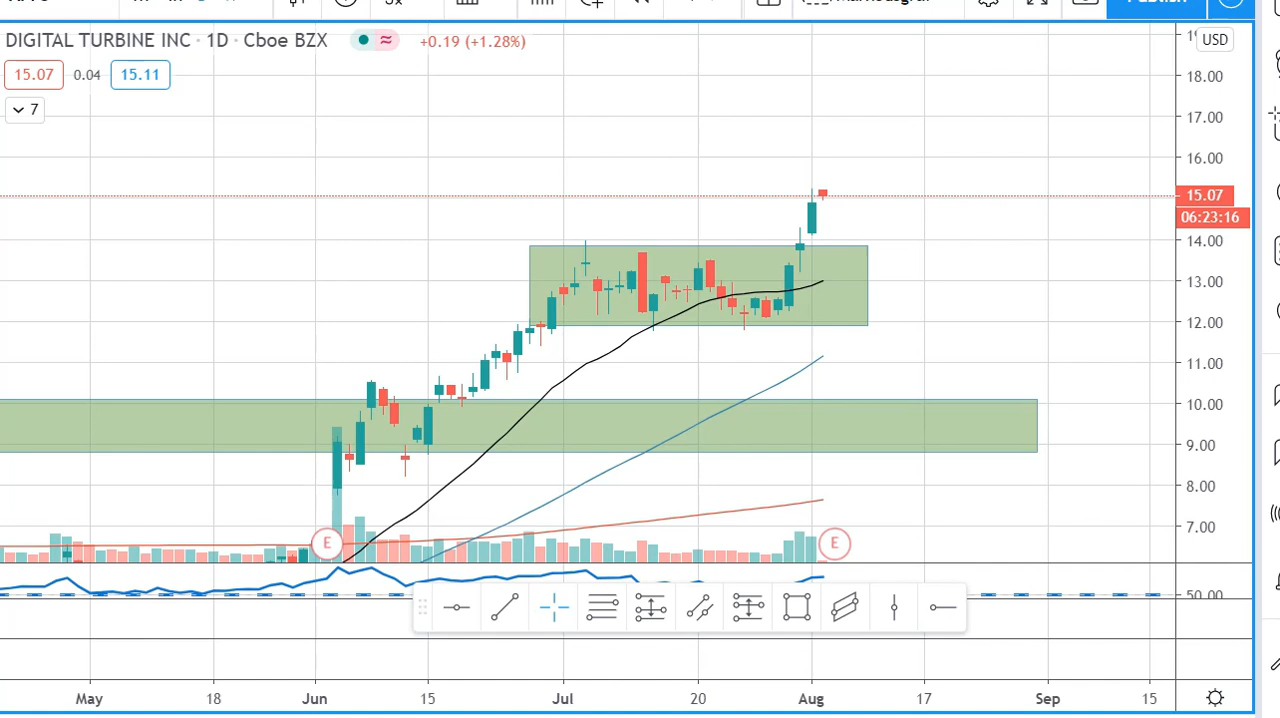 DIGITAL TURBINE INC · 1D · Cboe BZX
+0.19 (+1.28%)
USD
15.07
0.04
15.11
7
18.00
17.00
16.00
15.07
06:23:16
14.00
13.00
12.00
11.00
10.00
9.00
8.00
7.00
E
E
50.00
May
18
Jun
15
Jul
20
Aug
17
Sep
15